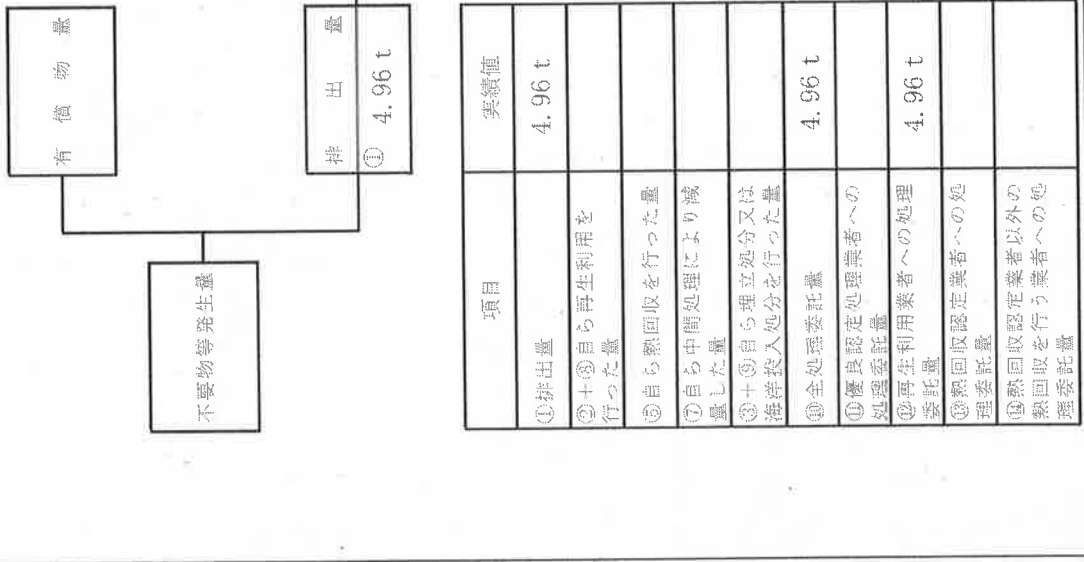 不要物等発生量
有償物量
排出量
① 4.96 t
項目
実績値
①排出量
4.96 t
②+⑧自ら再生利用を
行った量
⑤自ら熱回収を行った量
⑦自ら中間処理により減
量した量
③+⑨自ら埋立処分又は
海洋投入処分を行った量
⑩全処理委託量
4.96 t
⑪優良認定処理業者への
処理委託量
⑫再生利用業者への処理
委託量
4.96 t
⑬熱回収認定業者への処
理委託量
⑭熱回収認定業者以外の
熱回収を行う業者への処
理委託量